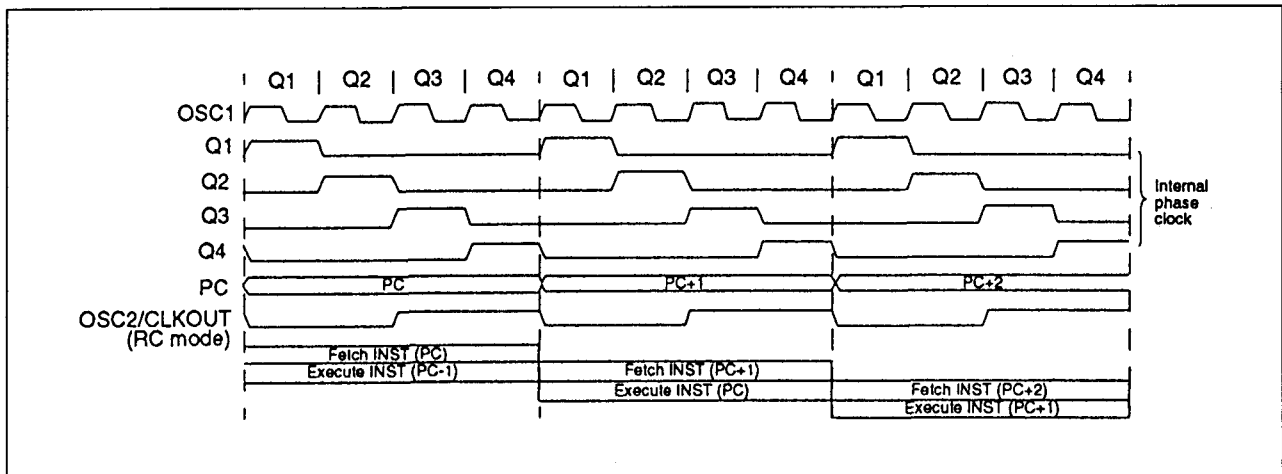 Q1 | Q2 | Q3 | Q4 | Q1 | Q2 | Q3 | Q4 | Q1 | Q2 | Q3 | Q4
OSC1
Q1
Q2
Q3
Q4
Internal
phase
clock
PC
PC
PC+1
PC+2
OSC2/CLKOUT
(RC mode)
Fetch INST (PC)
Execute INST (PC-1)
Fetch INST (PC+1)
Execute INST (PC)
Fetch INST (PC+2)
Execute INST (PC+1)